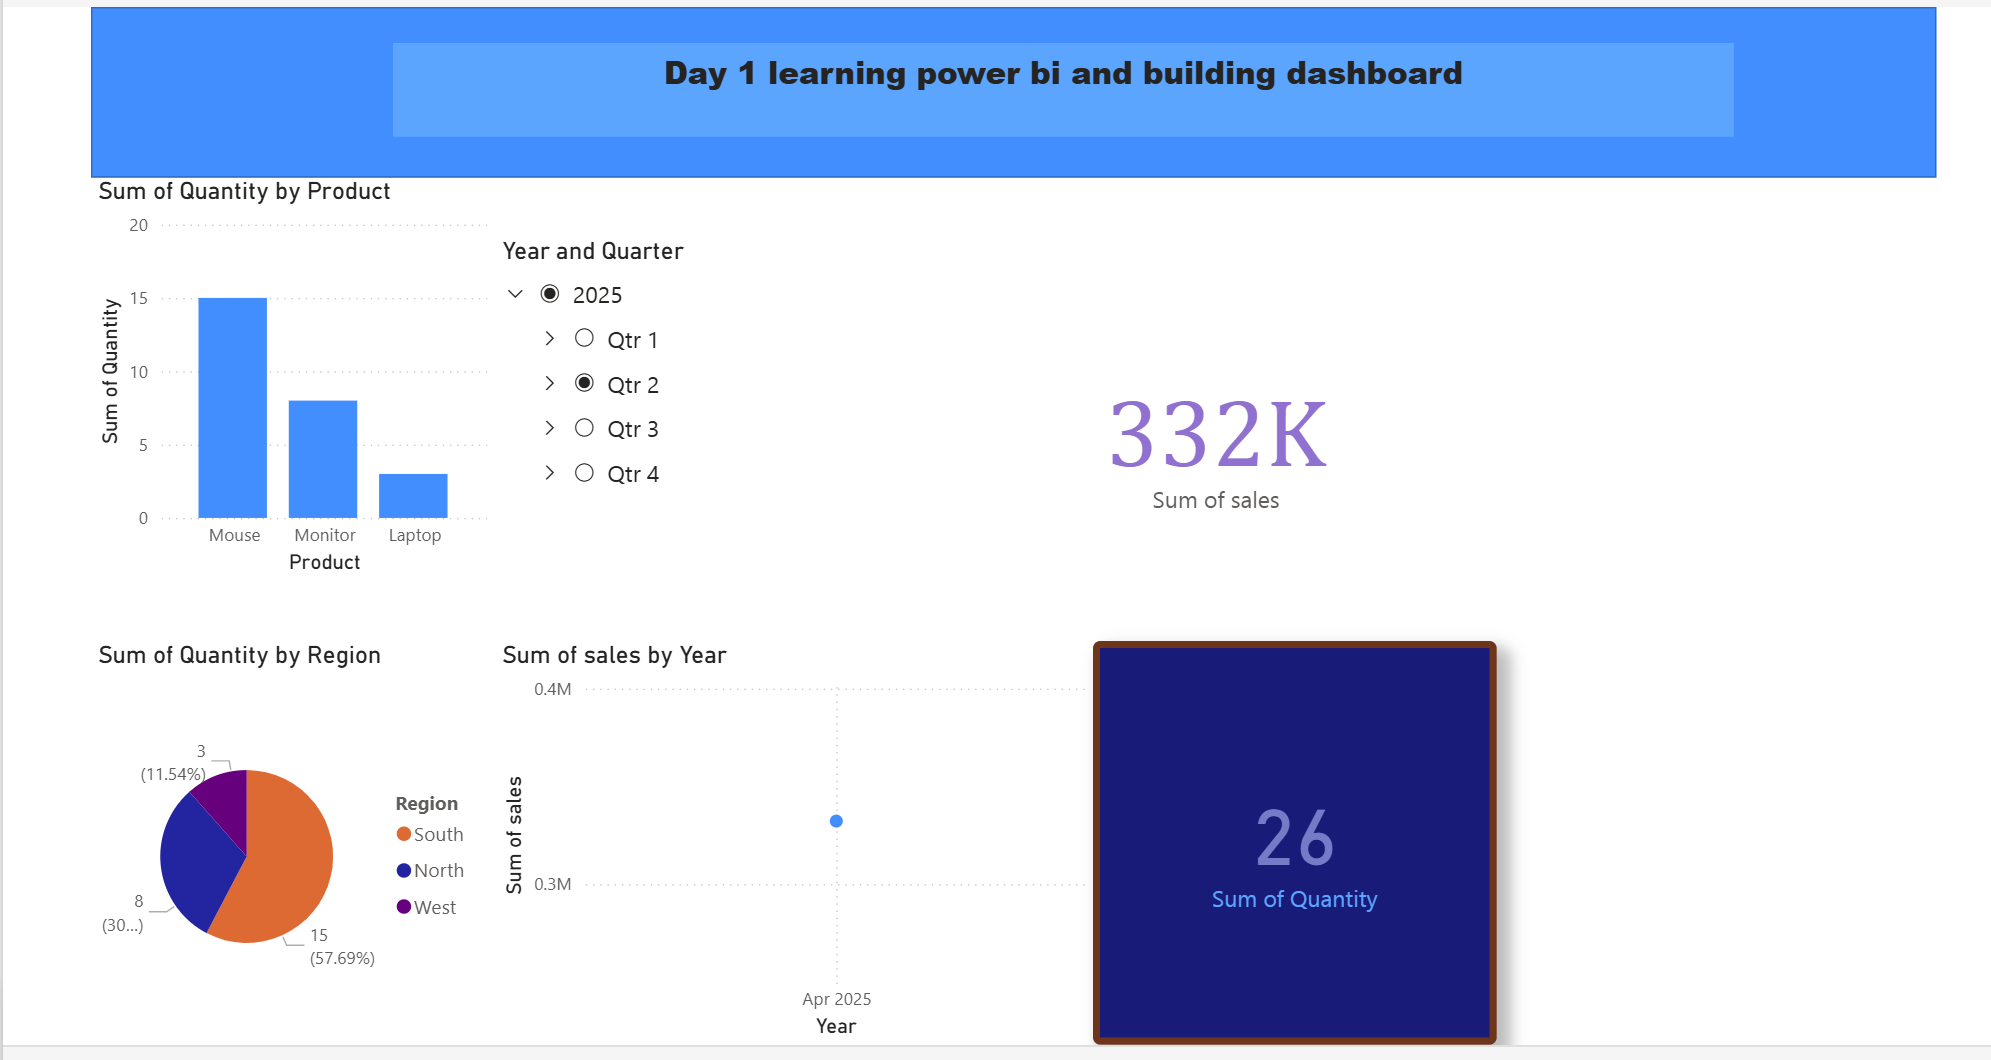 Day 1 learning power bi and building dashboard
Sum of Quantity by Product
20
15
10
5
0
Sum of Quantity
Mouse Monitor Laptop
Product
Year and Quarter
2025
Qtr 1
Qtr 2
Qtr 3
Qtr 4
332K
Sum of sales
Sum of Quantity by Region
3
(11.54%)
8
(30...)
15
(57.69%)
Region
South
North
West
Sum of sales by Year
0.4M
0.3M
Sum of sales
Apr 2025
Year
26
Sum of Quantity